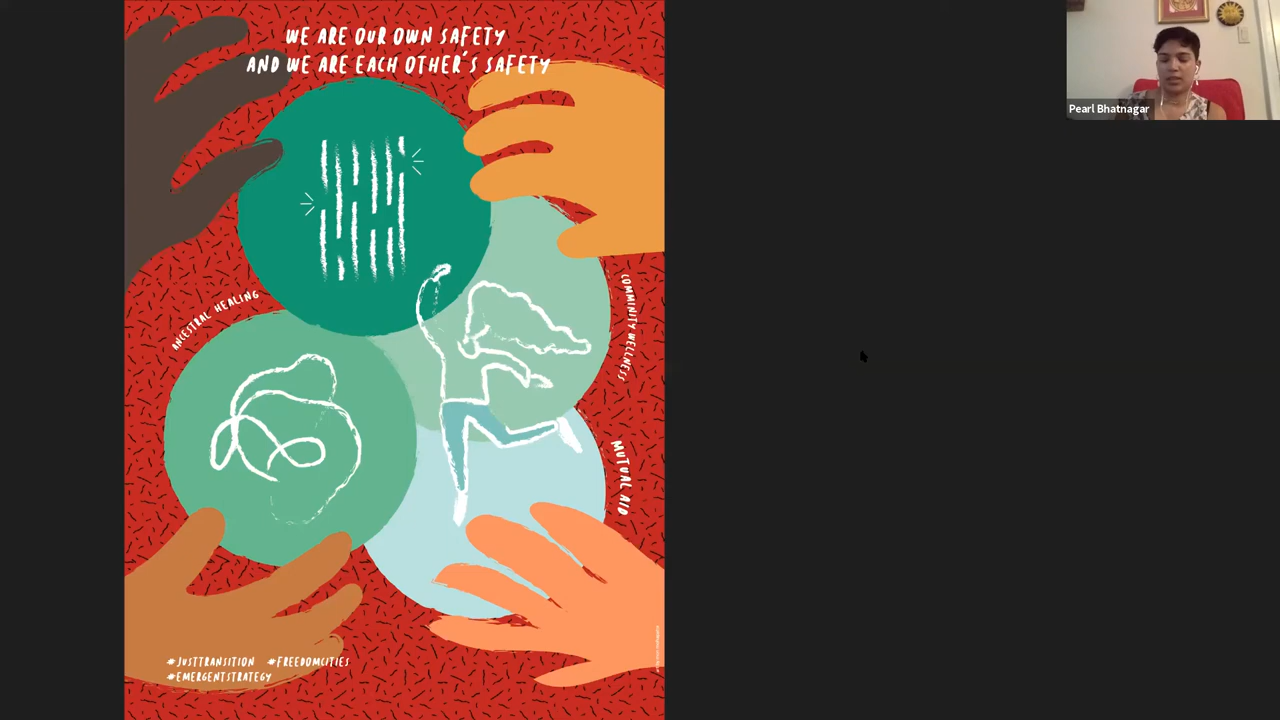 WE ARE OUR OWN SAFETY
AND WE ARE EACH OTHER'S SAFETY
Pearl Bhatnagar
ANCESTRAL HEALING
COMMUNITY WELLNESS
MUTUAL AID
#JUSTTRANSITION #FREEDOMCITIES
#EMERGENTSTRATEGY